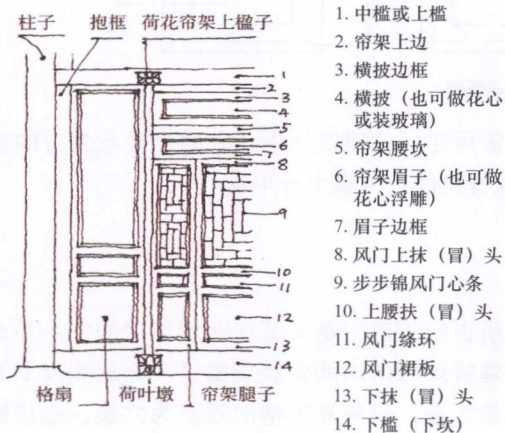 柱子 抱框 荷花帘架上楹子
1
2
3
4
5
6
7
8
9
10
11
12
13
14
格扇 荷叶墩 帘架腿子
1. 中槛或上槛
2. 帘架上边
3. 横披边框
4. 横披（也可做花心
或装玻璃）
5. 帘架腰坎
6. 帘架眉子（也可做
花心浮雕）
7. 眉子边框
8. 风门上抹（冒）头
9. 步步锦风门心条
10. 上腰扶（冒）头
11. 风门绦环
12. 风门裙板
13. 下抹（冒）头
14. 下槛（下坎）